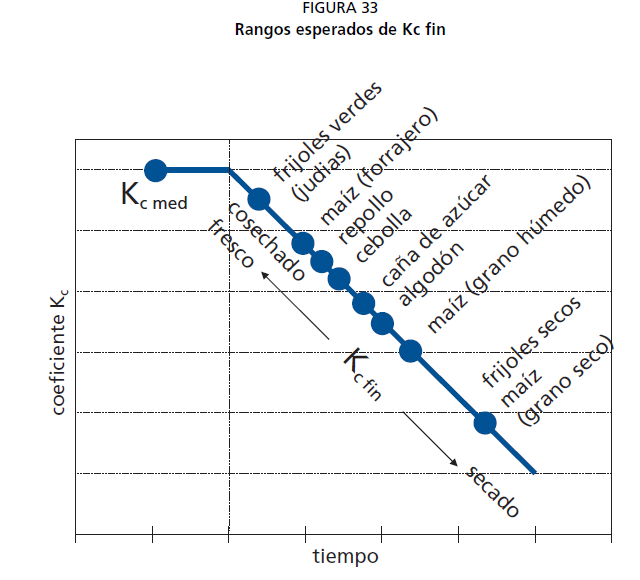 FIGURA 33
Rangos esperados de Kc fin
frijoles verdes
(judias)
maíz (forrajero)
repollo
cebolla
caña de azúcar
algodón
maíz (grano húmedo)
frijoles secos
maíz
(grano seco)
Kc med
cosechado
fresco
Kc fin
secado
coeficiente Kc
tiempo